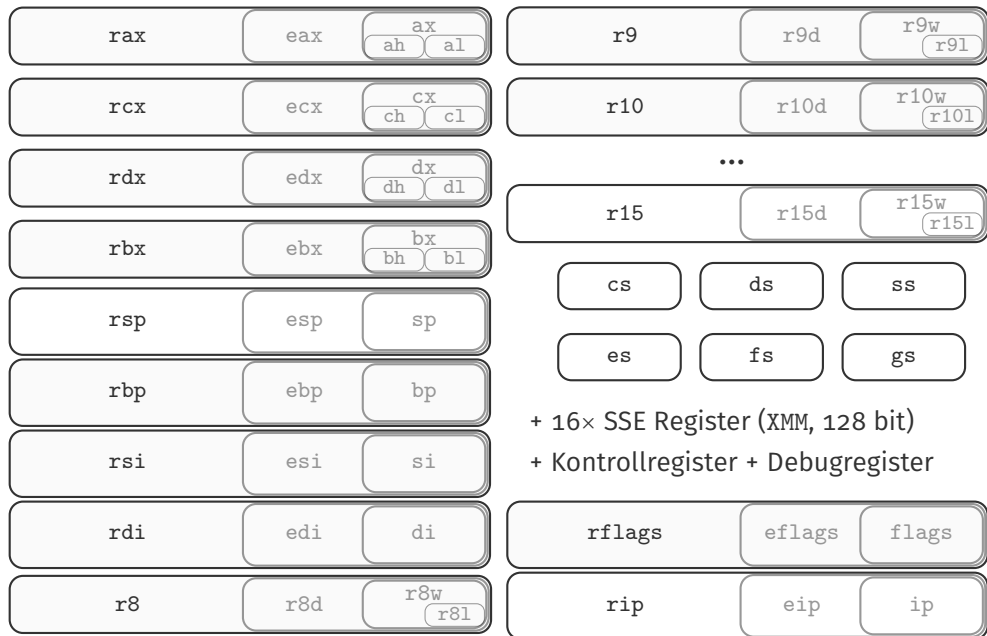 rax eax ax
ah al
rcx ecx cx
ch cl
rdx edx dx
dh dl
rbx ebx bx
bh bl
rsp esp sp
rbp ebp bp
rsi esi si
rdi edi di
r8 r8d r8w
r8l
r9 r9d r9w
r9l
r10 r10d r10w
r10l
...
r15 r15d r15w
r15l
cs ds ss
es fs gs
+ 16× SSE Register (XMM, 128 bit)
+ Kontrollregister + Debugregister
rflags eflags flags
rip eip ip